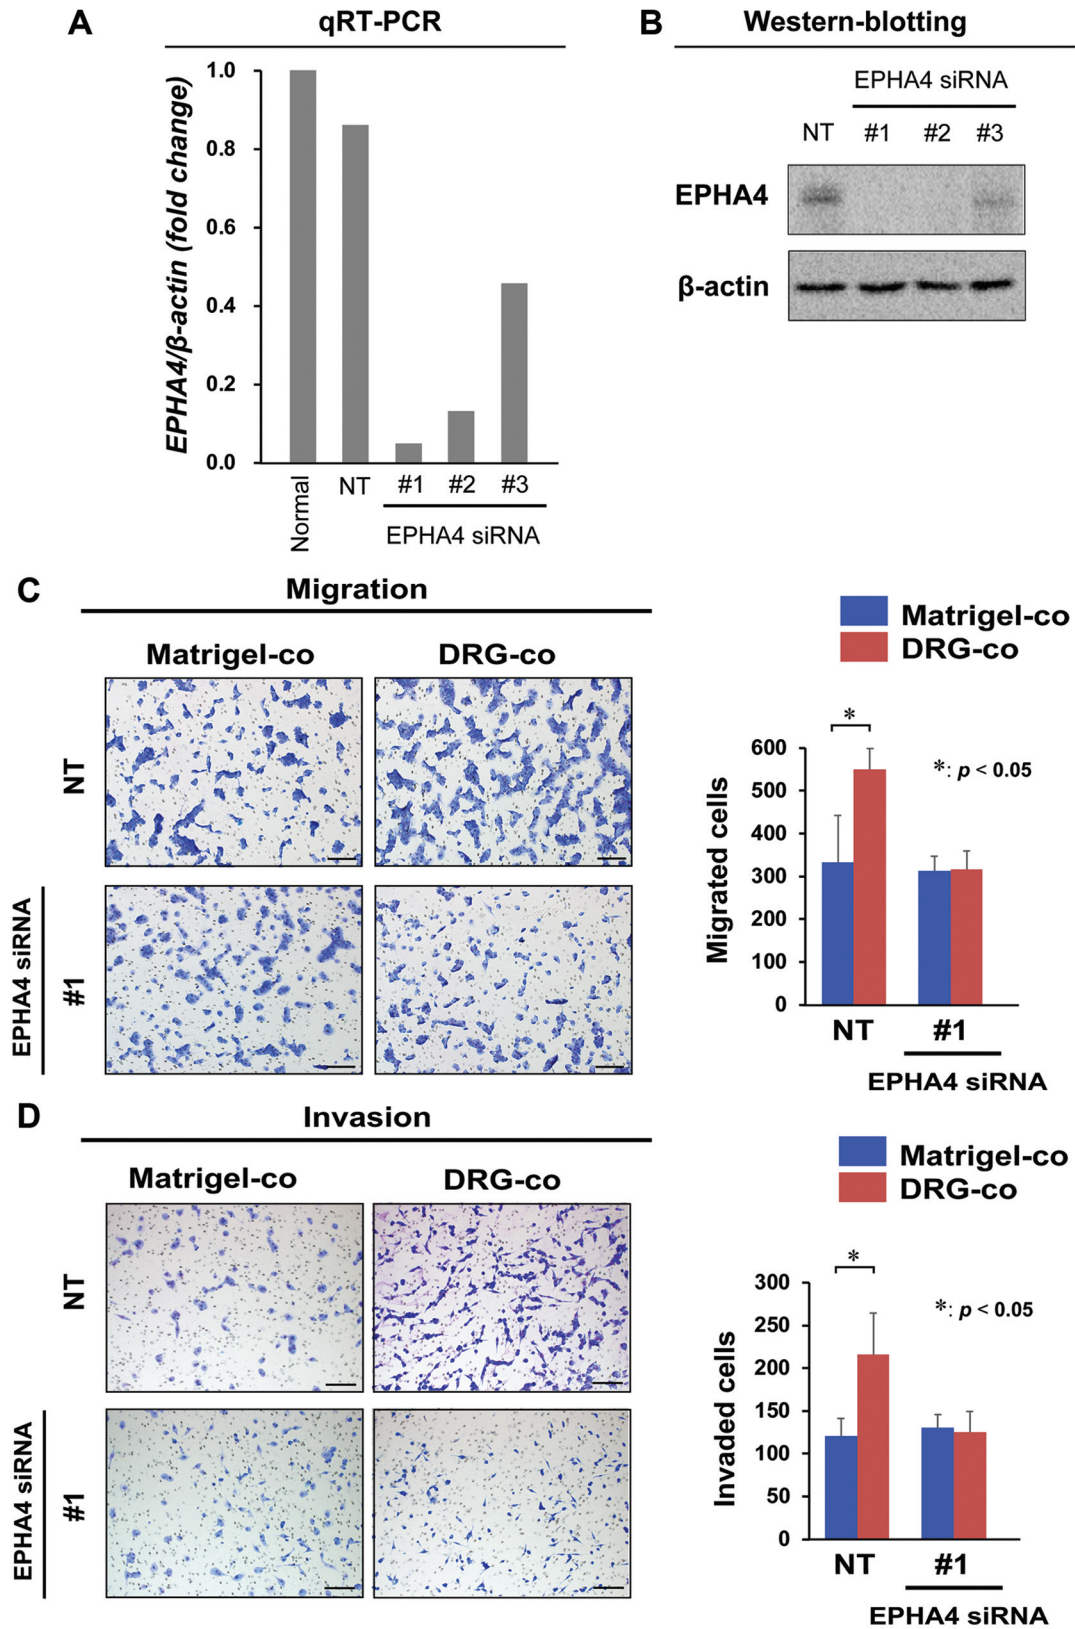 A
qRT-PCR
EPHA4/β-actin (fold change)
1.0
0.8
0.6
0.4
0.2
0.0
Normal
NT
#1
#2
#3
EPHA4 siRNA
B
Western-blotting
EPHA4 siRNA
NT
#1
#2
#3
EPHA4
β-actin
C
Migration
Matrigel-co
DRG-co
NT
EPHA4 siRNA
#1
Matrigel-co
DRG-co
*
*: p < 0.05
Migrated cells
600
500
400
300
200
100
0
NT
#1
EPHA4 siRNA
D
Invasion
Matrigel-co
DRG-co
NT
EPHA4 siRNA
#1
Matrigel-co
DRG-co
*
*: p < 0.05
Invaded cells
300
250
200
150
100
50
0
NT
#1
EPHA4 siRNA